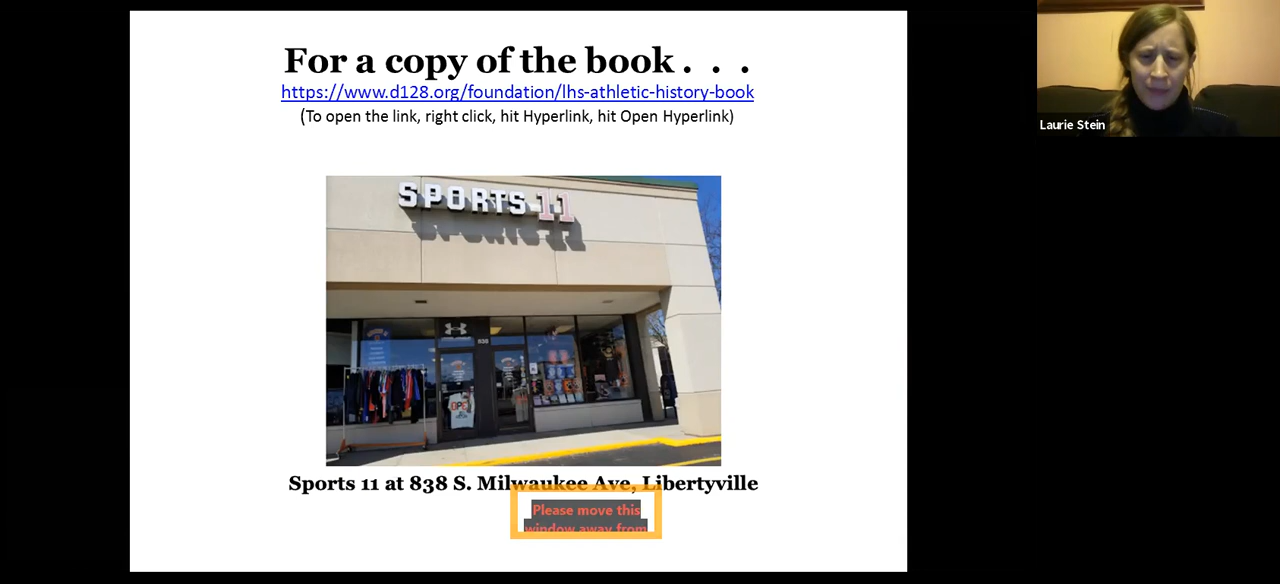 For a copy of the book . . .
https://www.d128.org/foundation/lhs-athletic-history-book
(To open the link, right click, hit Hyperlink, hit Open Hyperlink)
Laurie Stein
SPORTS 11
838
OPEN
Sports 11 at 838 S. Milwaukee Ave, Libertyville
Please move this
window away from